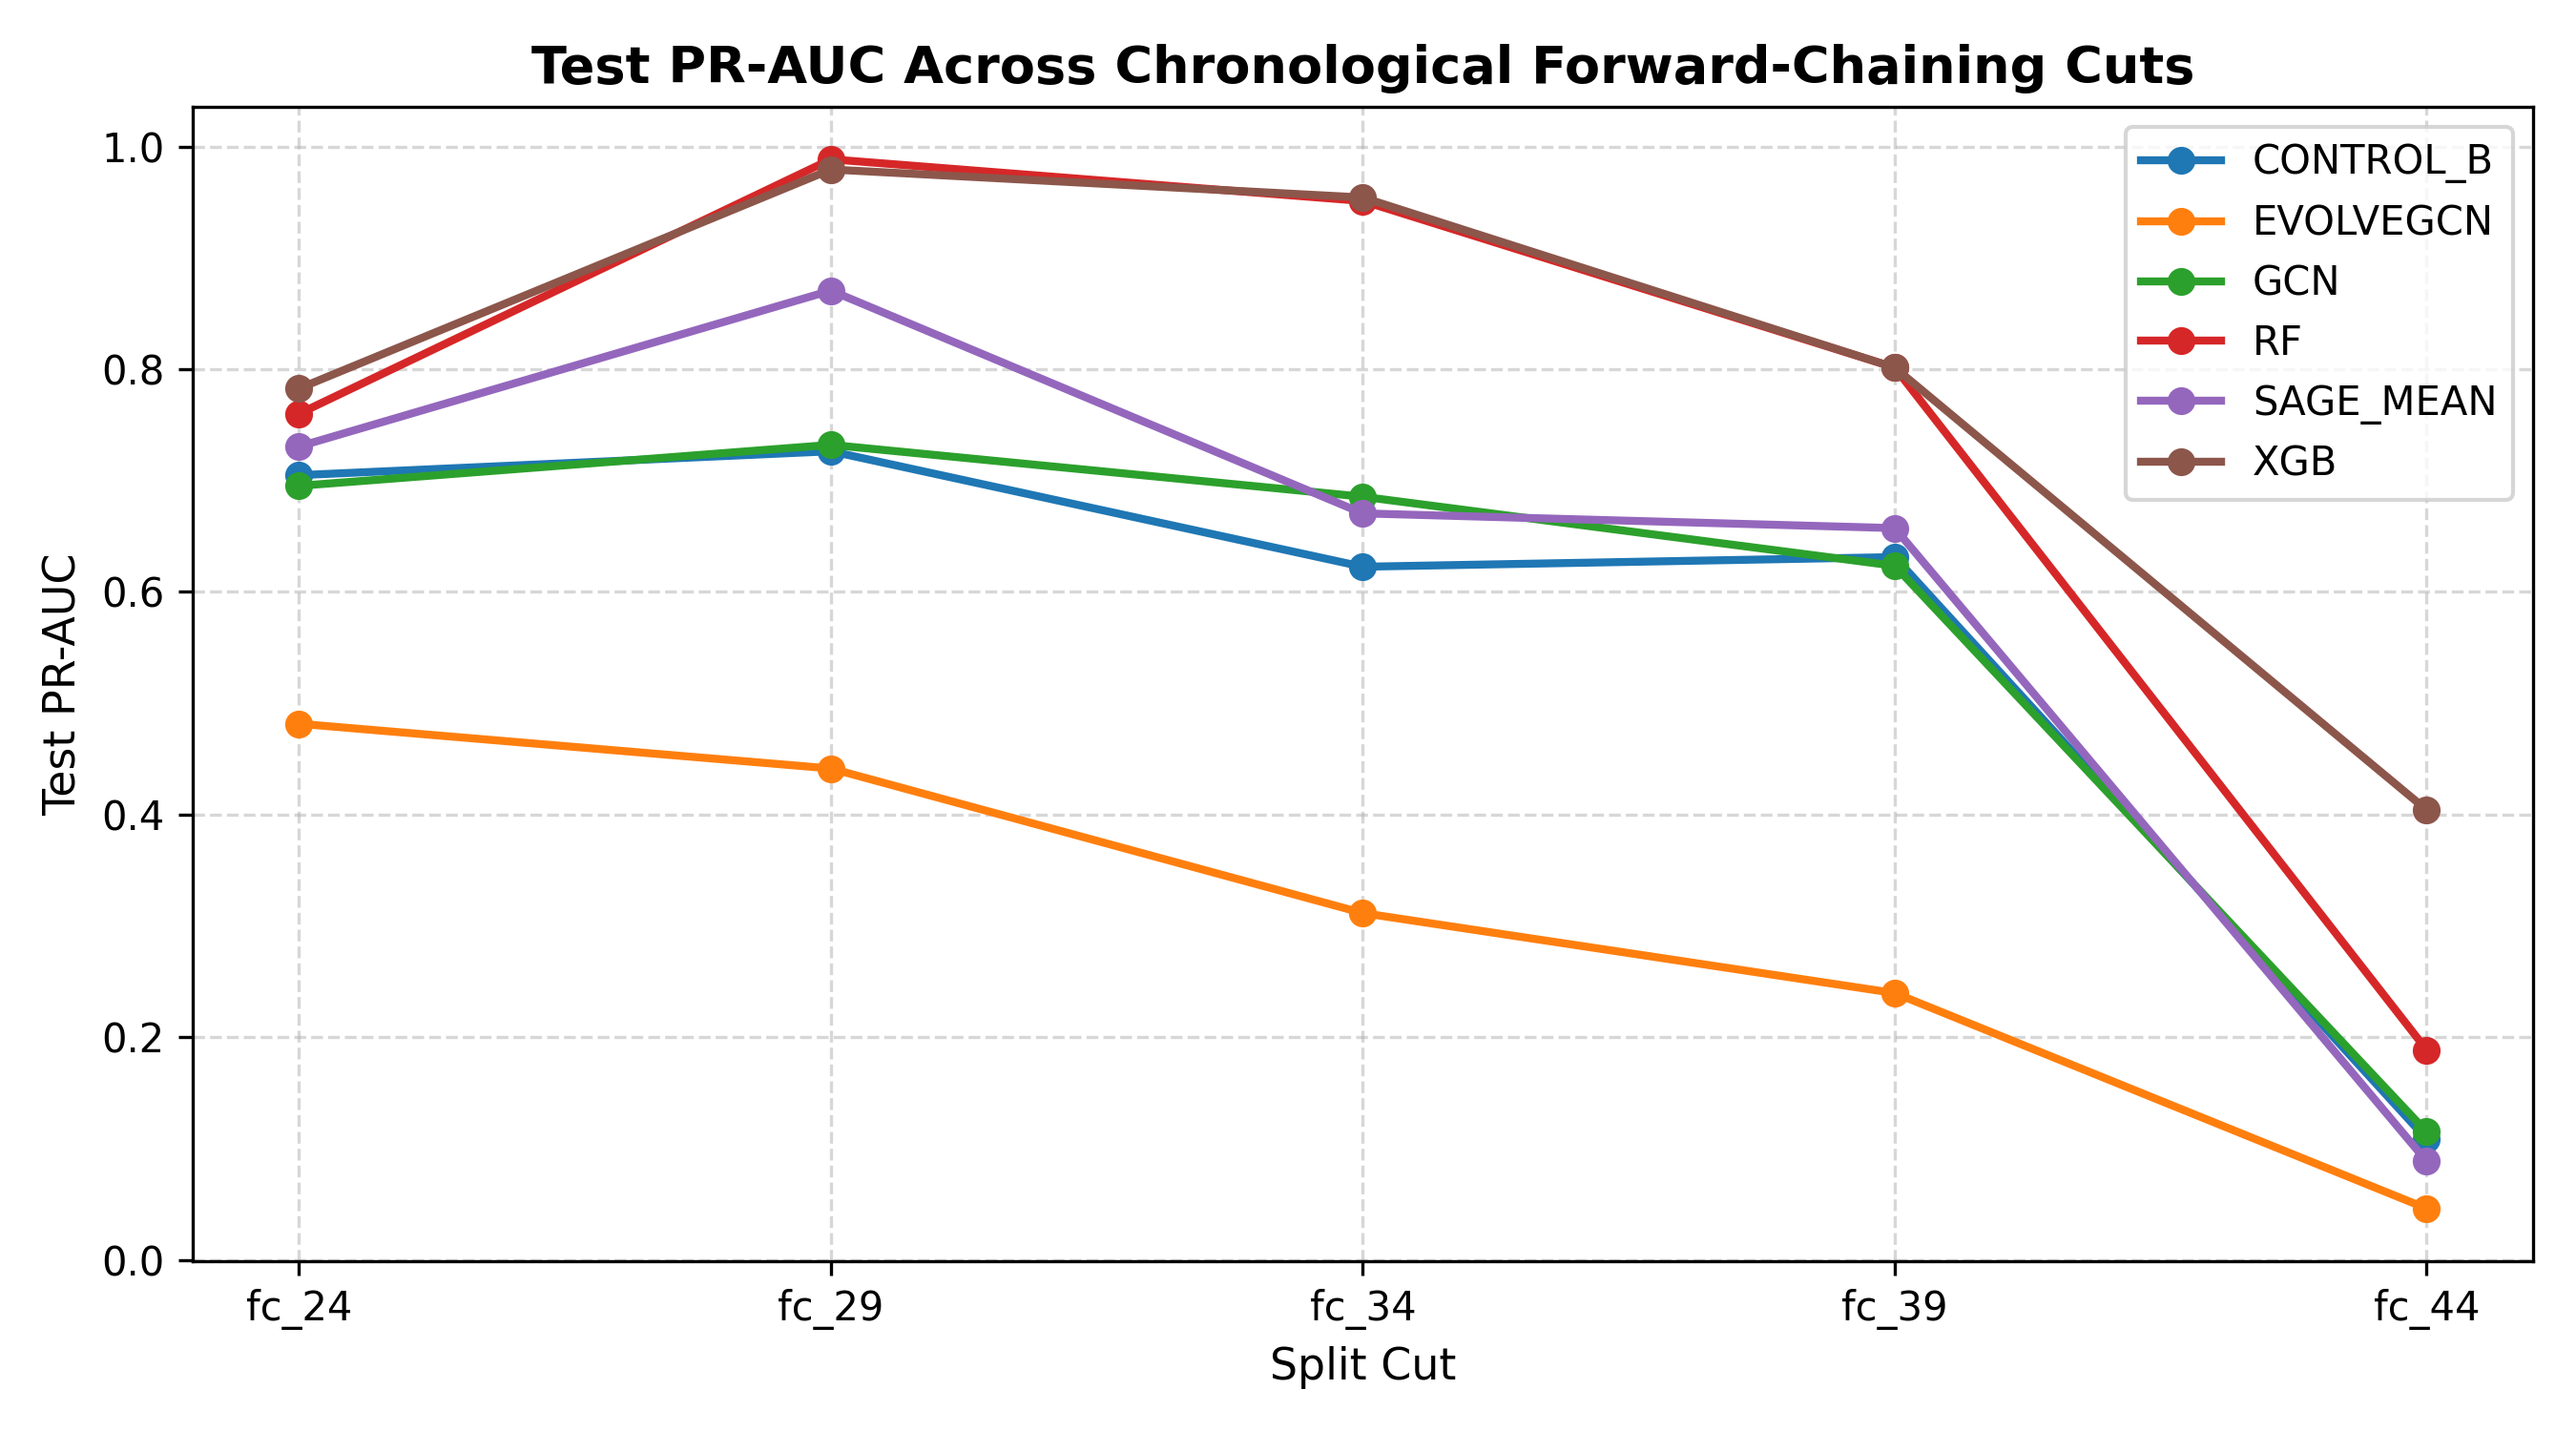 Test PR-AUC Across Chronological Forward-Chaining Cuts
1.0
0.8
0.6
0.4
0.2
0.0
Test PR-AUC
CONTROL_B
EVOLVEGCN
GCN
RF
SAGE_MEAN
XGB
fc_24 fc_29 fc_34 fc_39 fc_44
Split Cut